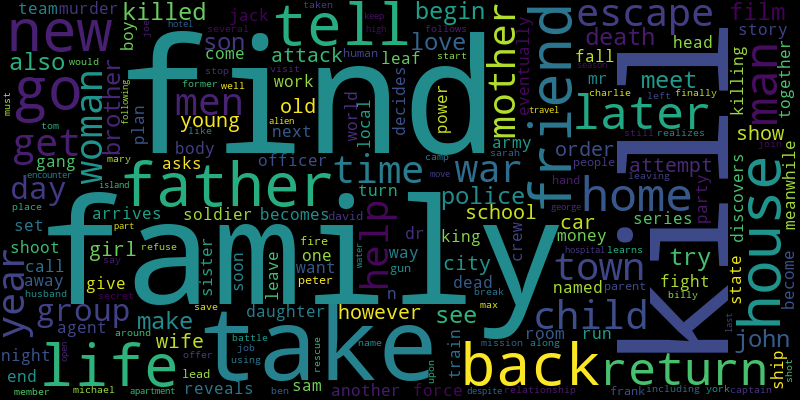 find
family
kill
take
tell
father
back
go
new
get
life
house
man
home
friend
return
later
mother
time
war
help
men
woman
child
town
group
year
day
escape
also
killed
begin
love
son
attack
jack
boy
team
murder
hotel
taken
keep
high
several
follows
start
stop
visit
former
well
like
following
alien
joe
would
human
leaf
come
work
decides
world
local
plan
brother
young
old
next
body
asks
officer
power
eventually
travel
army
sarah
camp
move
mary
encounter
island
place
tom
must
gang
set
arrives
soldier
becomes
david
turn
police
school
king
city
car
money
series
order
people
hand
leaving
attempt
party
george
hospital
learns
parent
named
fight
billy
try
state
discovers
show
killing
meanwhile
together
story
film
head
meet
death
fall
mr
charlie
left
finally
still
realizes
join
become
john
ship
shot
last
run
room
crew
dead
see
way
gun
dr
water
one
want
fire
peter
however
n
leave
soon
sister
girl
give
call
away
shoot
part
refuse
say
secret
husband
save
daughter
make
agent
wife
battle
job
using
offer
name
rescue
upon
train
break
max
mission
along
despite
relationship
frank
including
york
captain
another
force
sam
ben
lead
reveals
apartment
michael
member
end
night
open
around